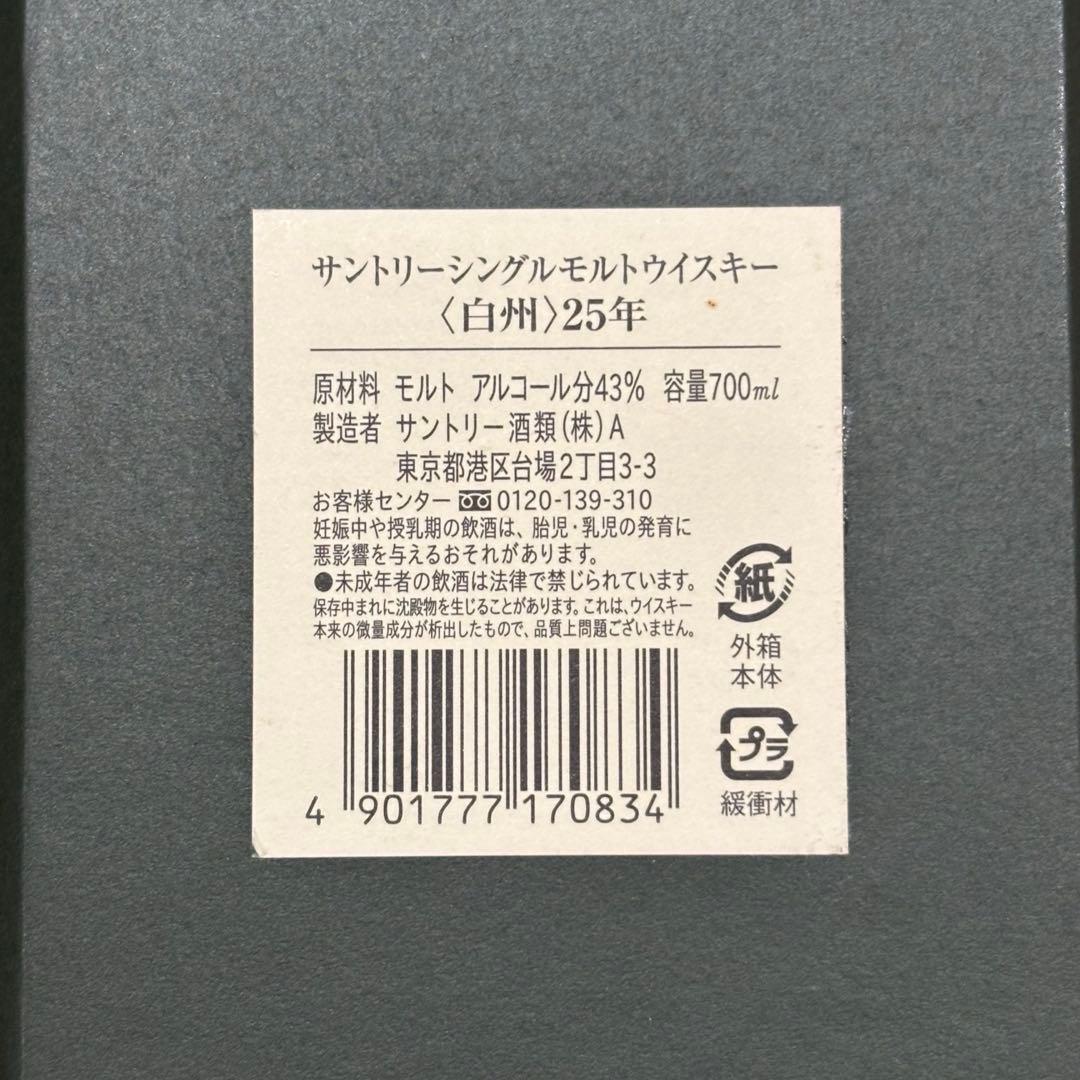 サントリーシングルモルトウイスキー
〈白州〉25年
原材料 モルト アルコール分43% 容量700ml
製造者 サントリー酒類(株)A
東京都港区台場2丁目3-3
お客様センター 0120-139-310
妊娠中や授乳期の飲酒は、胎児・乳児の発育に
悪影響を与えるおそれがあります。
●未成年者の飲酒は法律で禁じられています。
保存中まれに沈殿物を生じることがあります。これは、ウイスキー
本来の微量成分が析出したもので、品質上問題ございません。
紙
外箱
本体
プラ
緩衝材
4 901777 170834